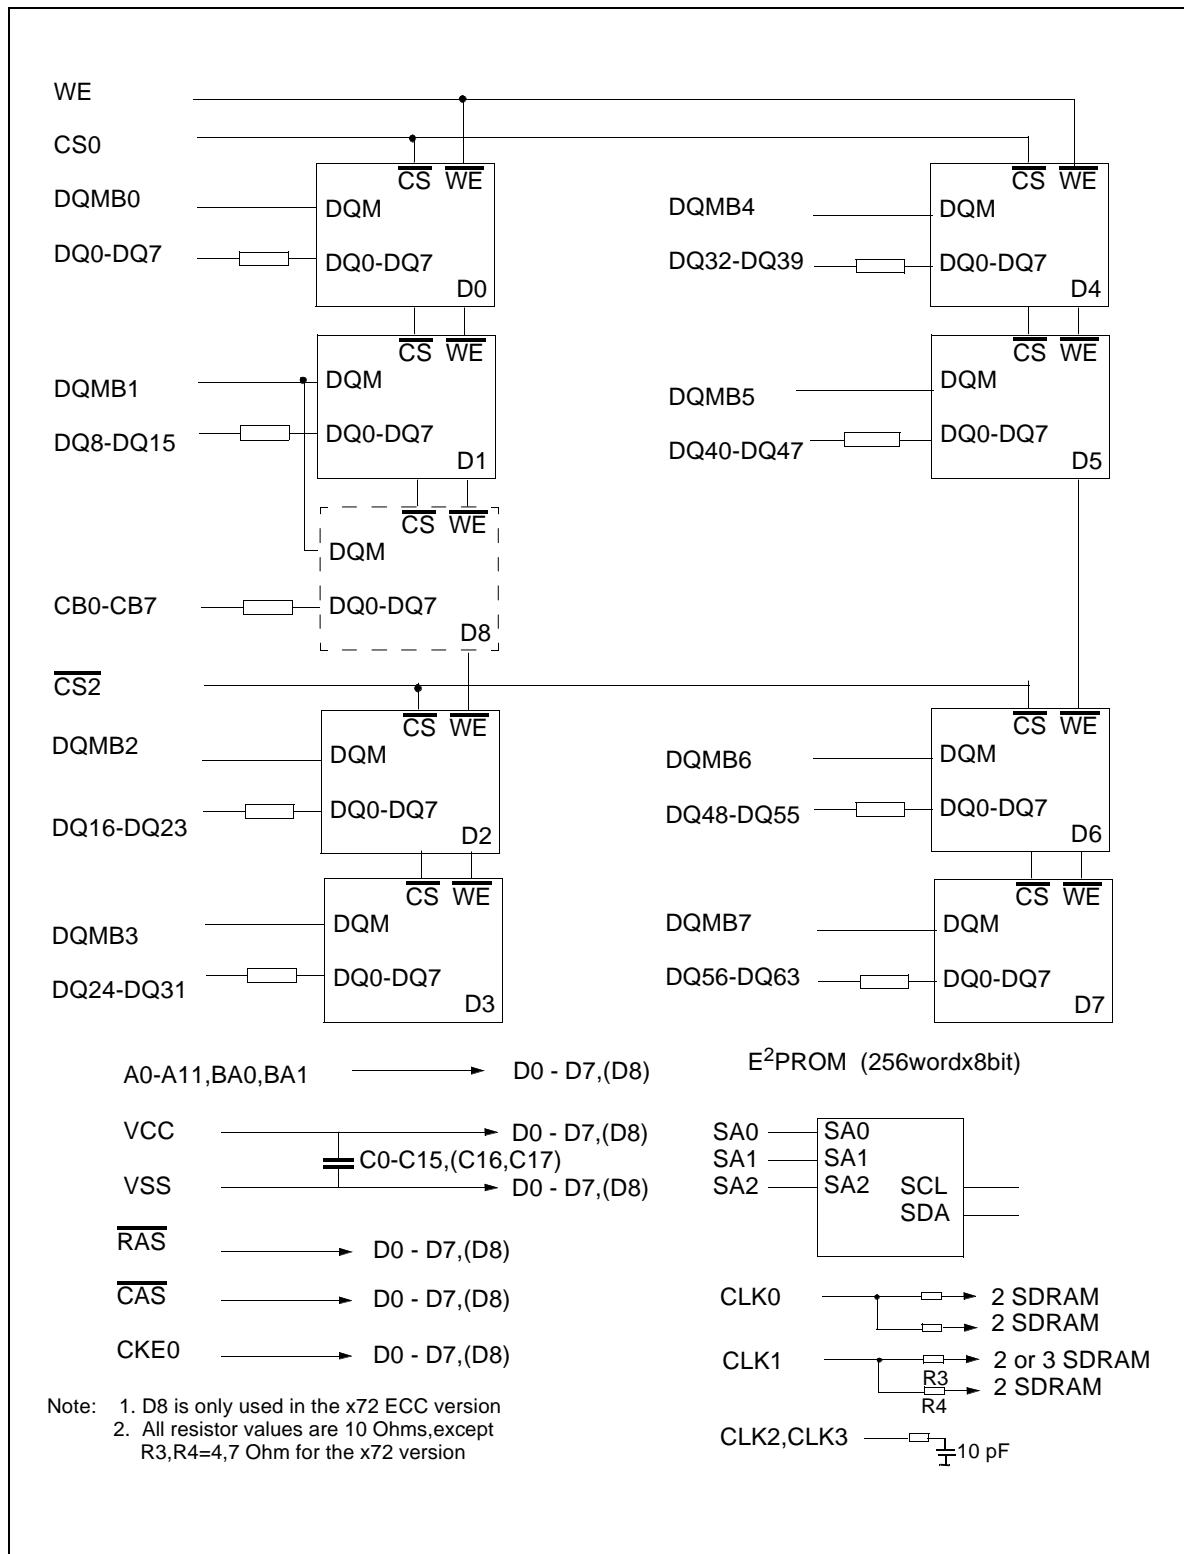 WE
CS0
CS WE
CS WE
DQMB0
DQM
DQMB4
DQM
DQ0-DQ7
DQ0-DQ7
DQ32-DQ39
DQ0-DQ7
D0
D4
CS WE
CS WE
DQMB1
DQM
DQMB5
DQM
DQ8-DQ15
DQ0-DQ7
DQ40-DQ47
DQ0-DQ7
D1
D5
CS WE
DQM
CB0-CB7
DQ0-DQ7
D8
CS2
CS WE
CS WE
DQMB2
DQM
DQMB6
DQM
DQ16-DQ23
DQ0-DQ7
DQ48-DQ55
DQ0-DQ7
D2
D6
CS WE
CS WE
DQMB3
DQM
DQMB7
DQM
DQ24-DQ31
DQ0-DQ7
DQ56-DQ63
DQ0-DQ7
D3
D7
A0-A11,BA0,BA1
D0 - D7,(D8)
VCC
D0 - D7,(D8)
C0-C15,(C16,C17)
VSS
D0 - D7,(D8)
RAS
D0 - D7,(D8)
CAS
D0 - D7,(D8)
CKE0
D0 - D7,(D8)
E²PROM (256wordx8bit)
SA0
SA0
SA1
SA1
SA2
SA2
SCL
SDA
CLK0
2 SDRAM
2 SDRAM
CLK1
2 or 3 SDRAM
R3
2 SDRAM
R4
CLK2,CLK3
10 pF
Note: 1. D8 is only used in the x72 ECC version
2. All resistor values are 10 Ohms,except
R3,R4=4,7 Ohm for the x72 version